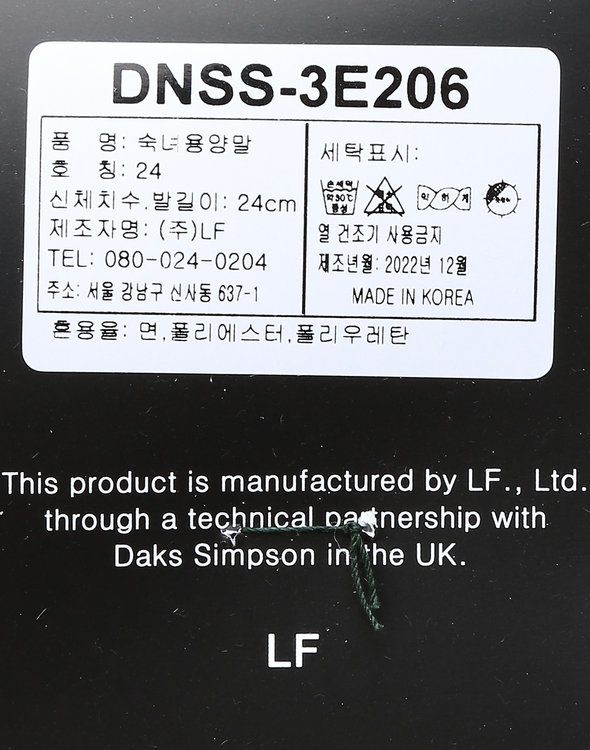 DNSS-3E206
품 명: 숙녀용양말
호 칭: 24
신체치수.발길이: 24cm
제조자명: (주)LF
TEL: 080-024-0204
주소: 서울 강남구 신사동 637-1
세탁표시:
손세탁
약30℃
중성
약 하 게
열 건조기 사용금지
제조년월: 2022년 12월
MADE IN KOREA
혼용율: 면,폴리에스터,폴리우레탄
This product is manufactured by LF., Ltd.
through a technical partnership with
Daks Simpson in the UK.
LF